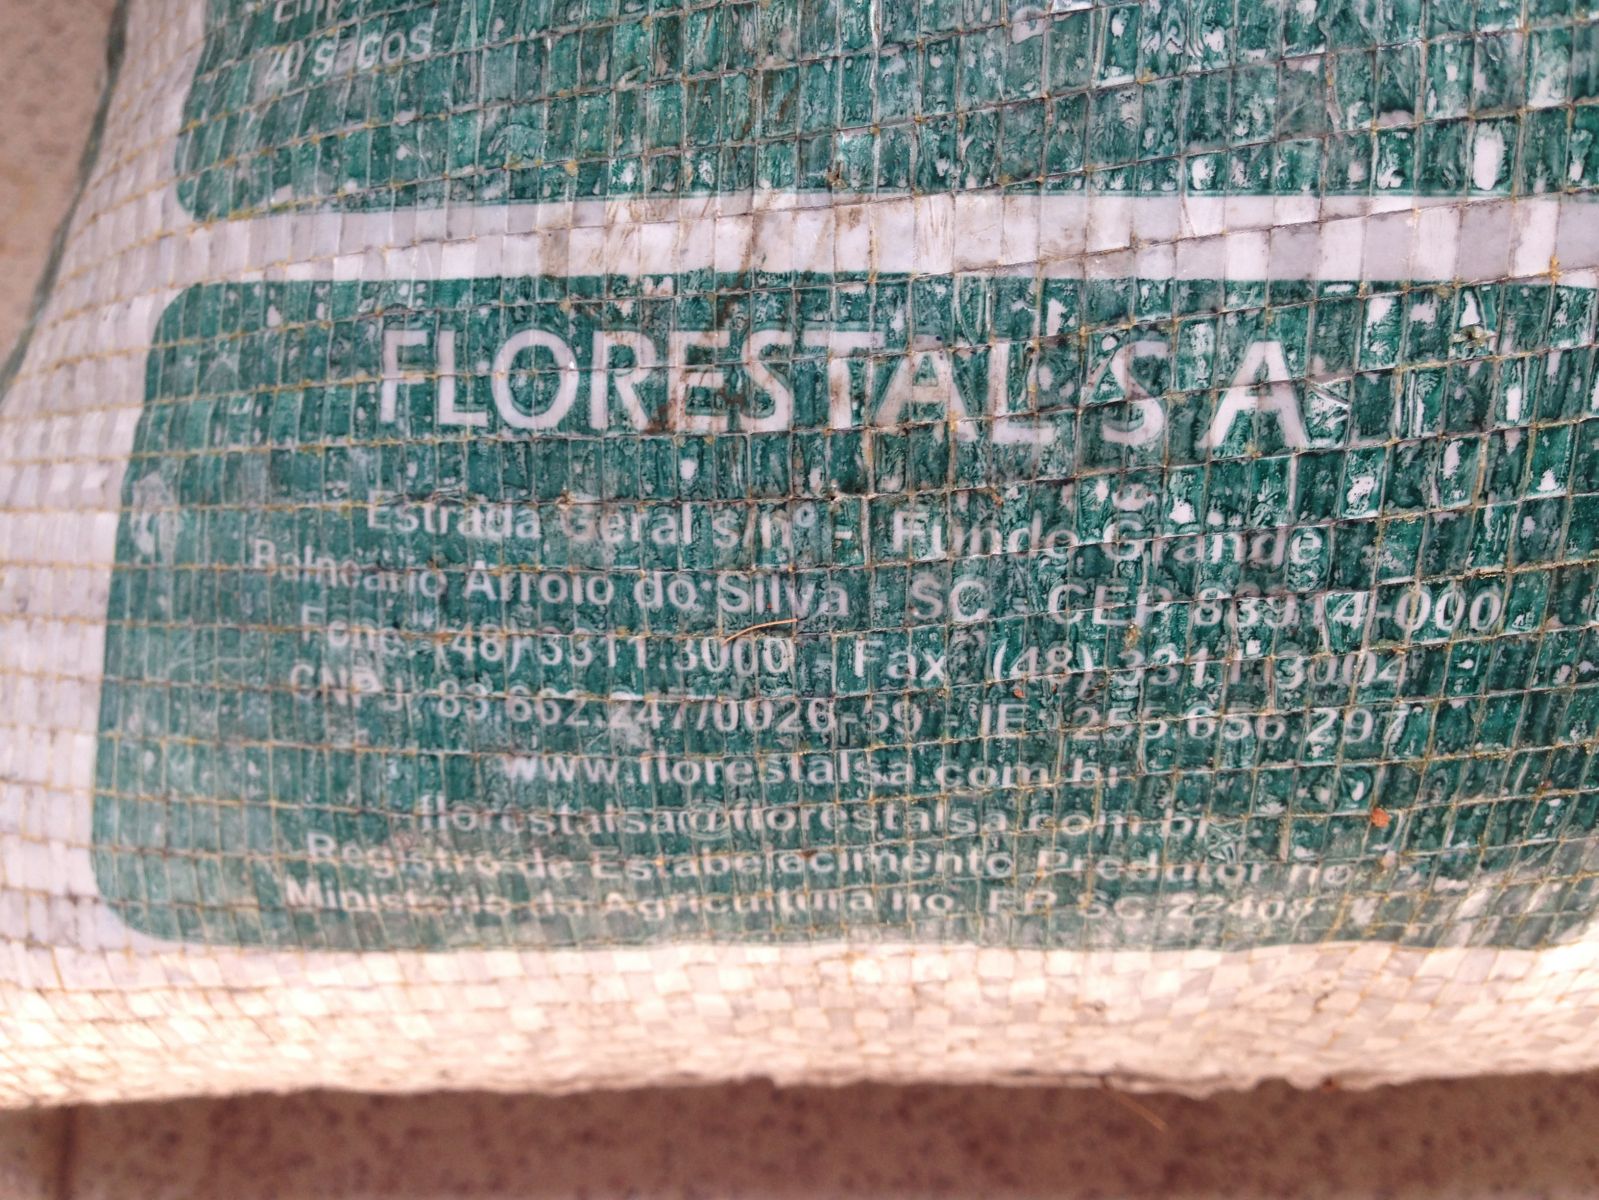 20 sacos
FLORESTAL S.A.
Estrada Geral s/nº - Fundo Grande
Balneário Arroio do Silva SC - CEP 88914-000
Fone: (48) 3311.3000 Fax (48) 3311.3004
CNPJ: 83.662.247/0026-59 - IE: 255.656.297
www.florestalsa.com.br
florestalsa@florestalsa.com.br
Registro de Estabelecimento Produtor no
Ministério da Agricultura no. EP SC 22408-